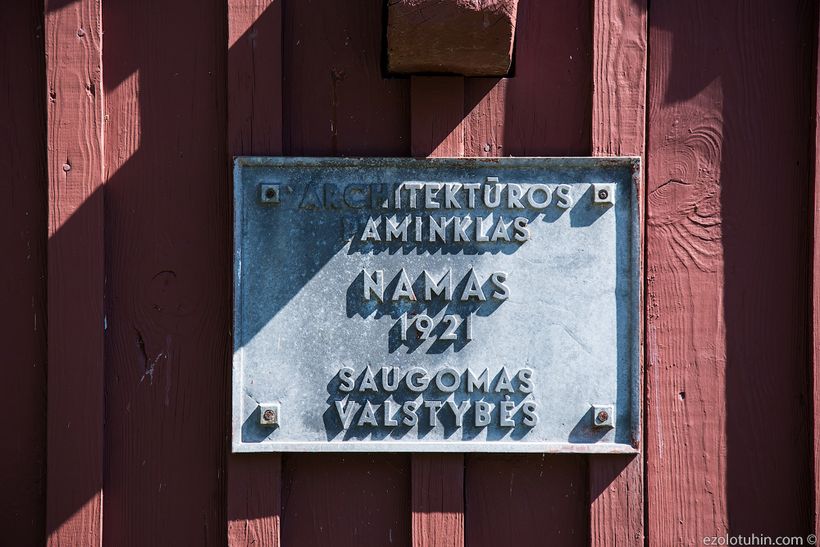 ARCHITEKTŪROS
PAMINKLAS
NAMAS
1921
SAUGOMAS
VALSTYBĖS
ezolotuhin.com ©